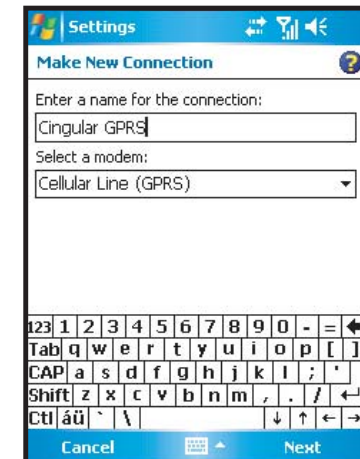 Settings
Make New Connection
Enter a name for the connection:
Cingular GPRS
Select a modem:
Cellular Line (GPRS)
123 1 2 3 4 5 6 7 8 9 0 - =
Tab q w e r t y u i o p [ ]
CAP a s d f g h j k l ; '
Shift z x c v b n m , . /
Ctl áü ` \
Cancel Next